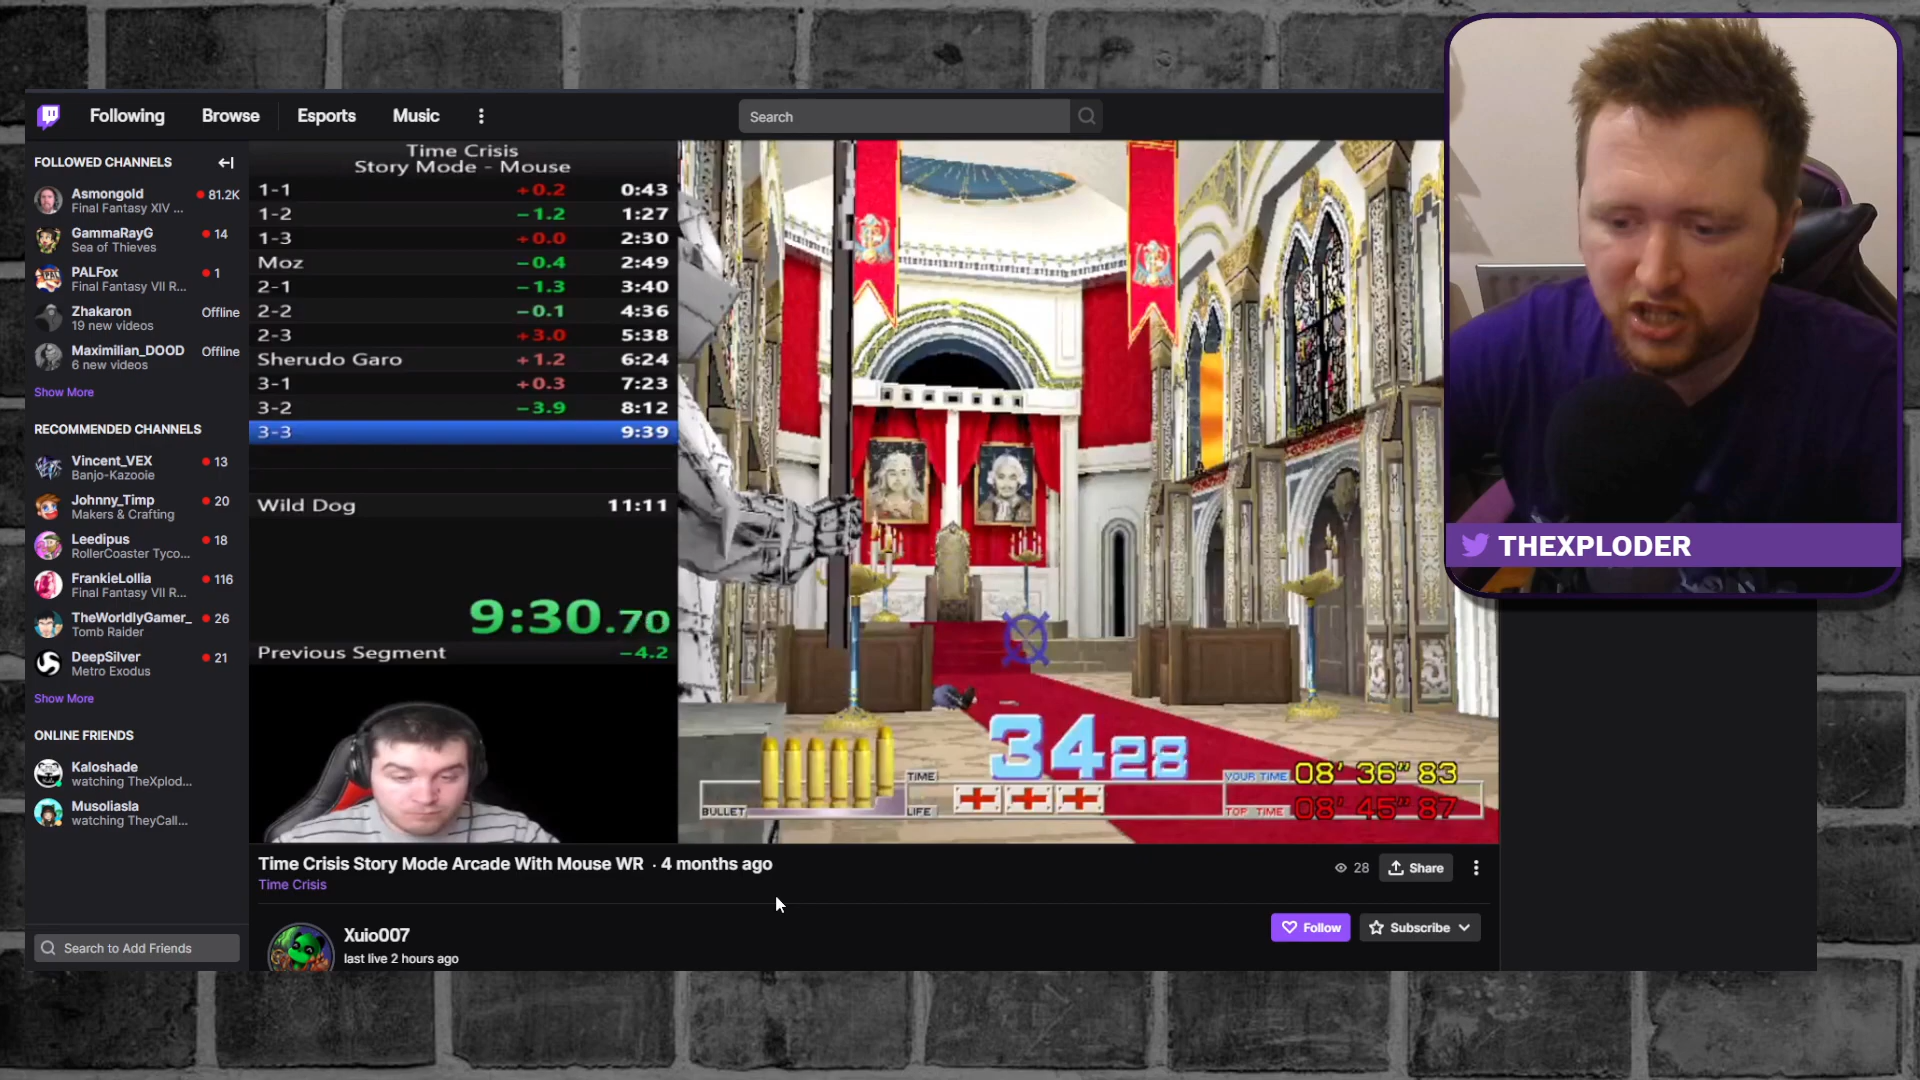 Following
Browse
Esports
Music
Search
FOLLOWED CHANNELS
Asmongold
81.2K
Final Fantasy XIV ...
GammaRayG
14
Sea of Thieves
PALFox
1
Final Fantasy VII R...
Zhakaron
Offline
19 new videos
Maximilian_DOOD
Offline
6 new videos
Show More
RECOMMENDED CHANNELS
Vincent_VEX
13
Banjo-Kazooie
Johnny_Timp
20
Makers & Crafting
Leedipus
18
RollerCoaster Tyco...
FrankieLollia
116
Final Fantasy VII R...
TheWorldlyGamer_
26
Tomb Raider
DeepSilver
21
Metro Exodus
Show More
ONLINE FRIENDS
Kaloshade
watching TheXplod...
Musoliasla
watching TheyCall...
Search to Add Friends
Time Crisis
Story Mode - Mouse
1-1 +0.2 0:43
1-2 -1.2 1:27
1-3 +0.0 2:30
Moz -0.4 2:49
2-1 -1.3 3:40
2-2 -0.1 4:36
2-3 +3.0 5:38
Sherudo Garo +1.2 6:24
3-1 +0.3 7:23
3-2 -3.9 8:12
3-3 9:39
Wild Dog 11:11
9:30.70
Previous Segment -4.2
3428
TIME
BULLET
LIFE
YOUR TIME 08' 36" 83
TOP TIME 08' 45" 87
Time Crisis Story Mode Arcade With Mouse WR · 4 months ago
Time Crisis
28
Share
Xuio007
last live 2 hours ago
Follow
Subscribe
THEXPLODER